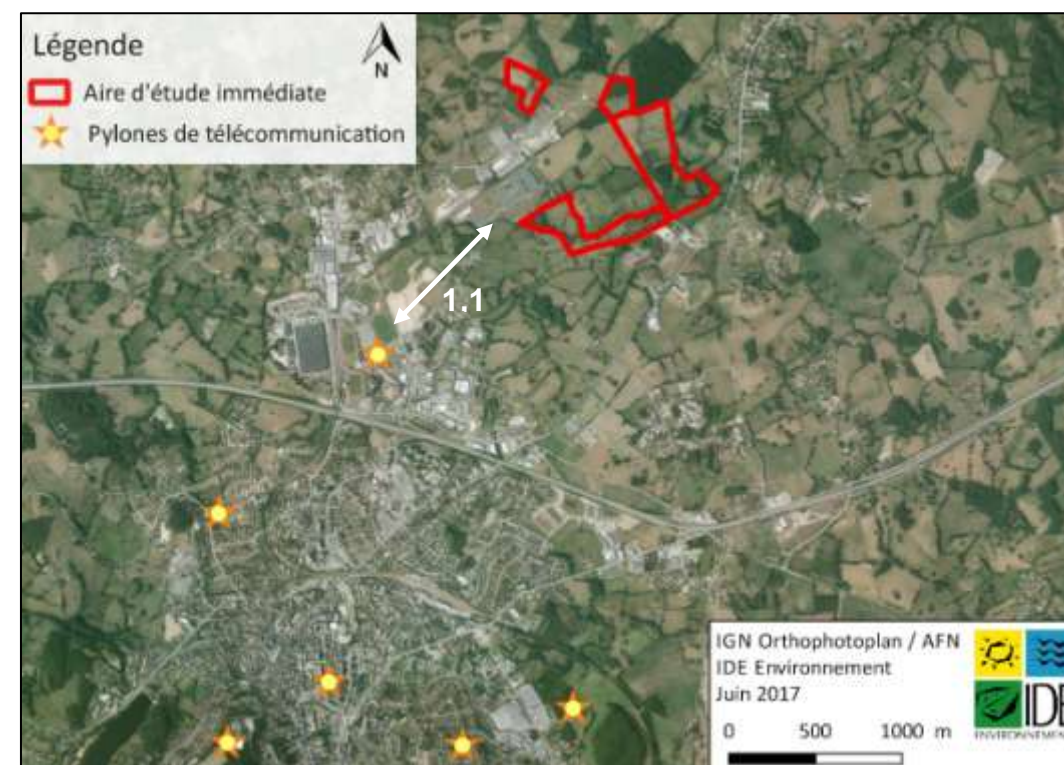 Légende
N
Aire d'étude immédiate
Pylones de télécommunication
1.1
IGN Orthophotoplan / AFN
IDE Environnement
Juin 2017
0 500 1000 m
IDE
ENVIRONNEMENT